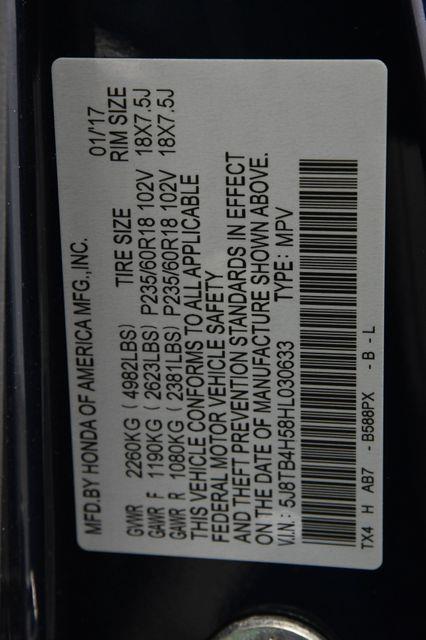 MFD.BY HONDA OF AMERICA MFG.,INC. 01/'17
TIRE SIZE RIM SIZE
GVWR 2260KG (4982LBS)
GAWR F 1190KG (2623LBS) P235/60R18 102V 18X7.5J
GAWR R 1080KG (2381LBS) P235/60R18 102V 18X7.5J
THIS VEHICLE CONFORMS TO ALL APPLICABLE
FEDERAL MOTOR VEHICLE SAFETY
AND THEFT PREVENTION STANDARDS IN EFFECT
ON THE DATE OF MANUFACTURE SHOWN ABOVE.
V.I.N.: 5J8TB4H58HL030633 TYPE: MPV
TX4 H AB7 -B588PX -B-L